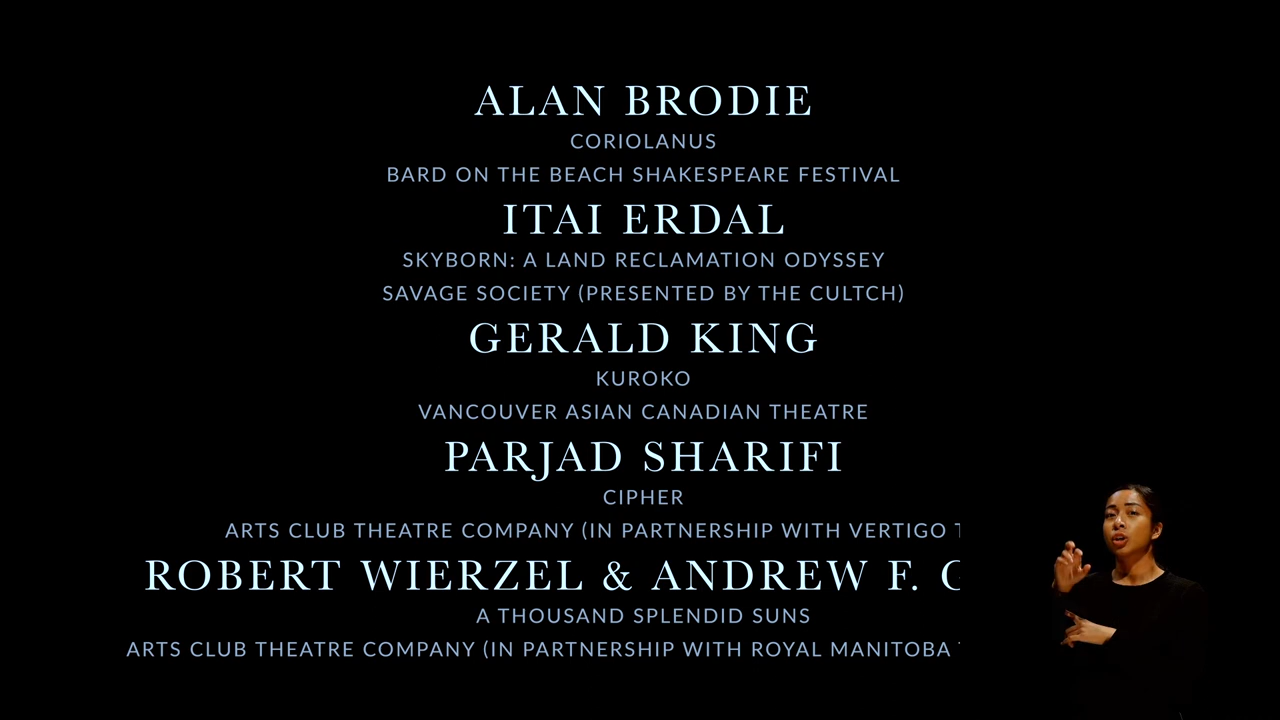 ALAN BRODIE
CORIOLANUS
BARD ON THE BEACH SHAKESPEARE FESTIVAL
ITAI ERDAL
SKYBORN: A LAND RECLAMATION ODYSSEY
SAVAGE SOCIETY (PRESENTED BY THE CULTCH)
GERALD KING
KUROKO
VANCOUVER ASIAN CANADIAN THEATRE
PARJAD SHARIFI
CIPHER
ARTS CLUB THEATRE COMPANY (IN PARTNERSHIP WITH VERTIGO
ROBERT WIERZEL & ANDREW F.
A THOUSAND SPLENDID SUNS
ARTS CLUB THEATRE COMPANY (IN PARTNERSHIP WITH ROYAL MANITOBA